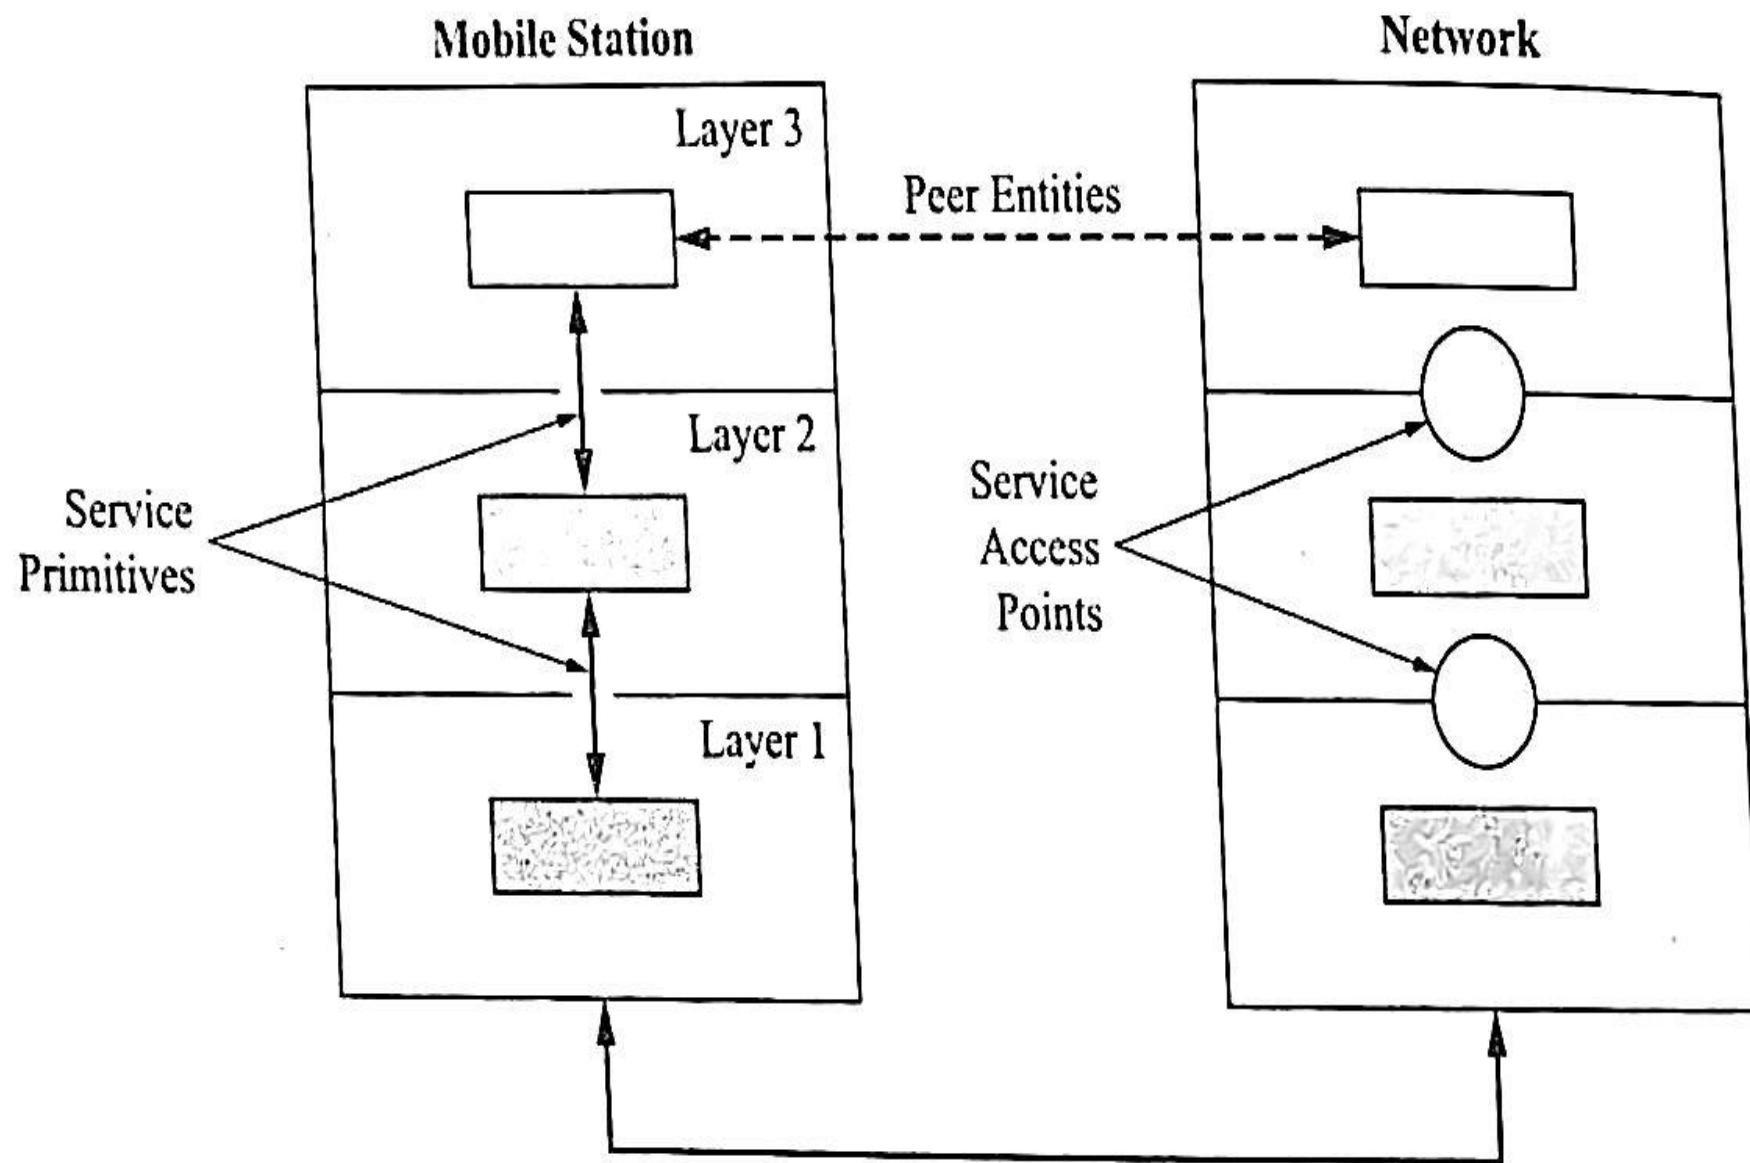 Mobile Station
Network
Layer 3
Peer Entities
Layer 2
Service
Primitives
Service
Access
Points
Layer 1